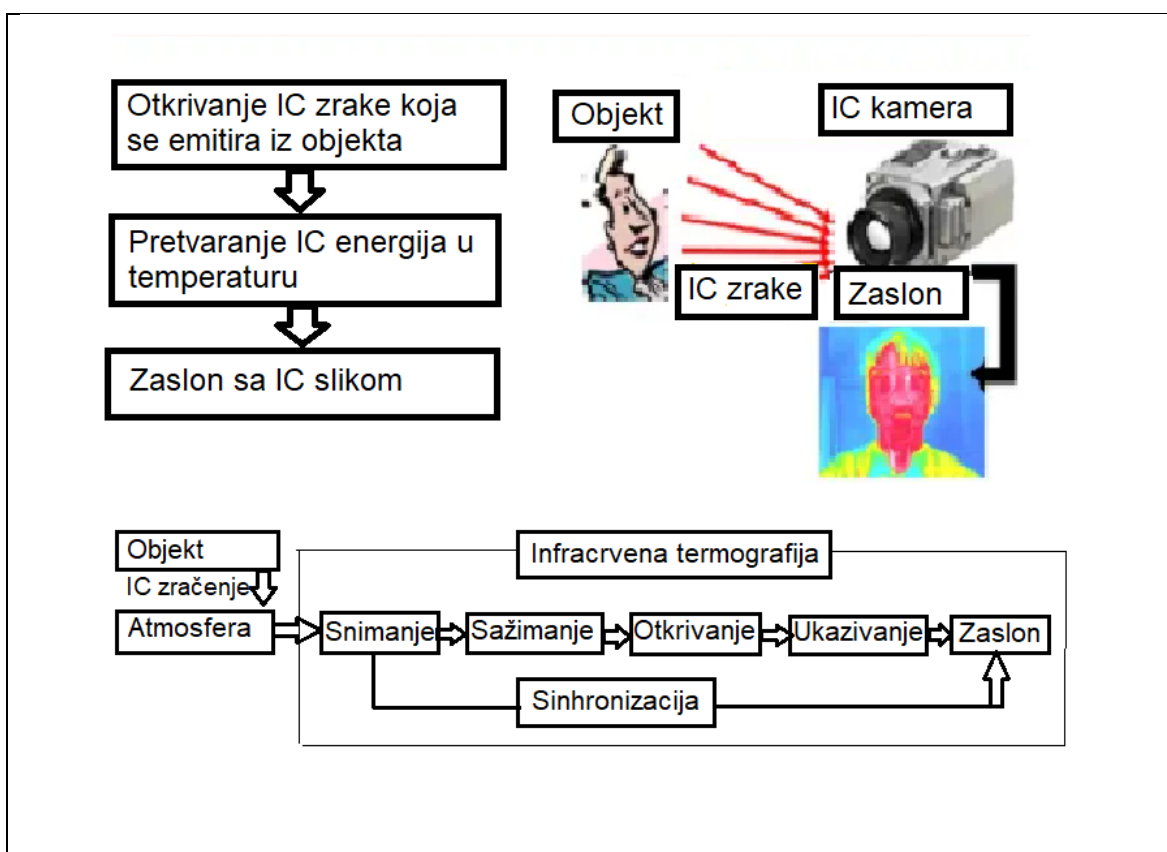 Otkrivanje IC zrake koja
se emitira iz objekta
Pretvaranje IC energija u
temperaturu
Zaslon sa IC slikom
Objekt
IC kamera
IC zrake
Zaslon
Objekt
IC zračenje
Atmosfera
Infracrvena termografija
Snimanje
Sažimanje
Otkrivanje
Ukazivanje
Zaslon
Sinhronizacija